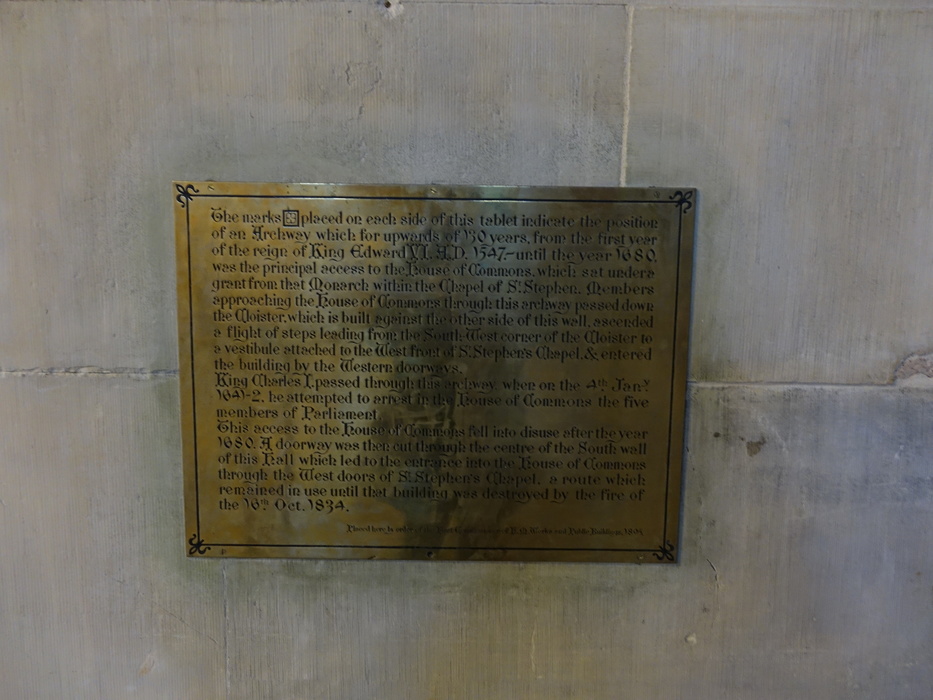 The marks placed on each side of this tablet indicate the position
of an Archway which for upwards of 130 years, from the first year
of the reign of King Edward VI. A.D. 1547-until the year 1680,
was the principal access to the House of Commons, which sat under a
grant from that Monarch within the Chapel of St. Stephen. Members
approaching the House of Commons through this archway passed down
the Cloister, which is built against the other side of this wall, ascended
a flight of steps leading from the South West corner of the Cloister to
a vestibule attached to the West front of St. Stephen's Chapel, & entered
the building by the Western doorways.
King Charles I. passed through this archway, when on the 4th Jany.
1641-2, he attempted to arrest in the House of Commons the five
members of Parliament.
This access to the House of Commons fell into disuse after the year
1680. A doorway was then cut through the centre of the South wall
of this Hall which led to the entrance into the House of Commons
through the West doors of St. Stephen's Chapel, a route which
remained in use until that building was destroyed by the fire of
the 16th Oct. 1834.
Placed here by order of Works and Public Buildings,